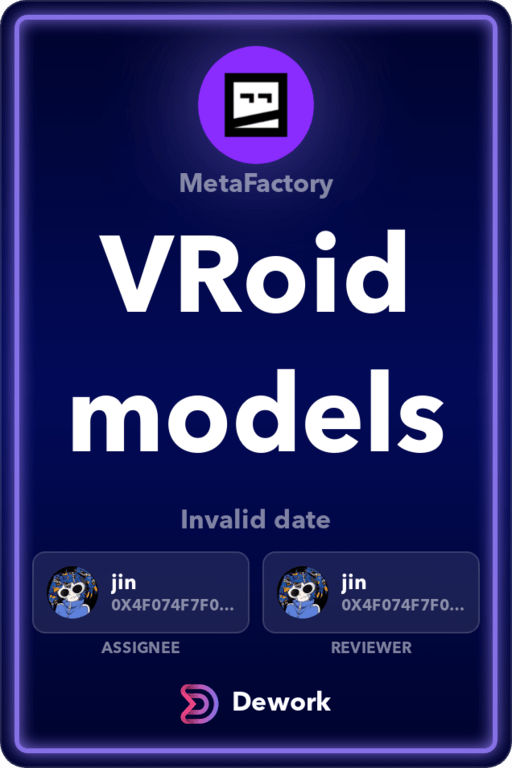 MetaFactory
VRoid
models
Invalid date
jin
0X4F074F7F0...
jin
0X4F074F7F0...
ASSIGNEE
REVIEWER
Dework